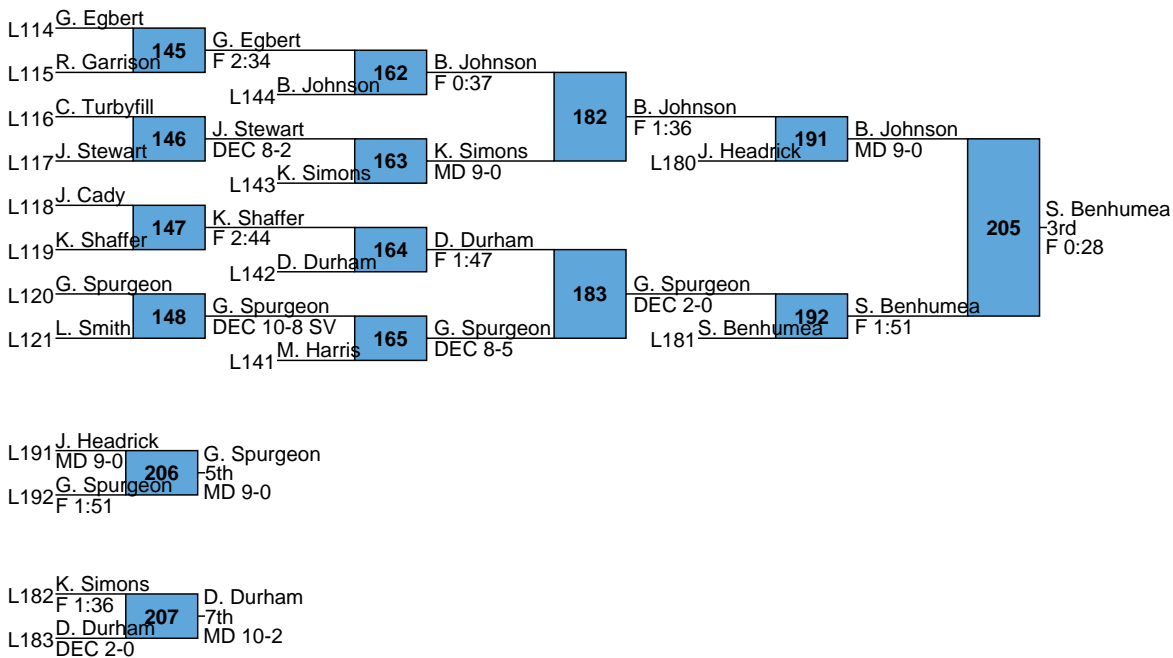 L114 G. Egbert
145
L115 R. Garrison
G. Egbert
F 2:34
162
L144 B. Johnson
B. Johnson
F 0:37
L116 C. Turbyfill
146
L117 J. Stewart
J. Stewart
DEC 8-2
163
L143 K. Simons
K. Simons
MD 9-0
182
B. Johnson
F 1:36
191
L180 J. Headrick
B. Johnson
MD 9-0
L118 J. Cady
147
L119 K. Shaffer
K. Shaffer
F 2:44
164
L142 D. Durham
D. Durham
F 1:47
L120 G. Spurgeon
148
L121 L. Smith
G. Spurgeon
DEC 10-8 SV
165
L141 M. Harris
G. Spurgeon
DEC 8-5
183
G. Spurgeon
DEC 2-0
192
L181 S. Benhumea
S. Benhumea
F 1:51
205
S. Benhumea
3rd
F 0:28
L191 J. Headrick
MD 9-0
206
L192 G. Spurgeon
F 1:51
G. Spurgeon
5th
MD 9-0
L182 K. Simons
F 1:36
207
L183 D. Durham
DEC 2-0
D. Durham
7th
MD 10-2